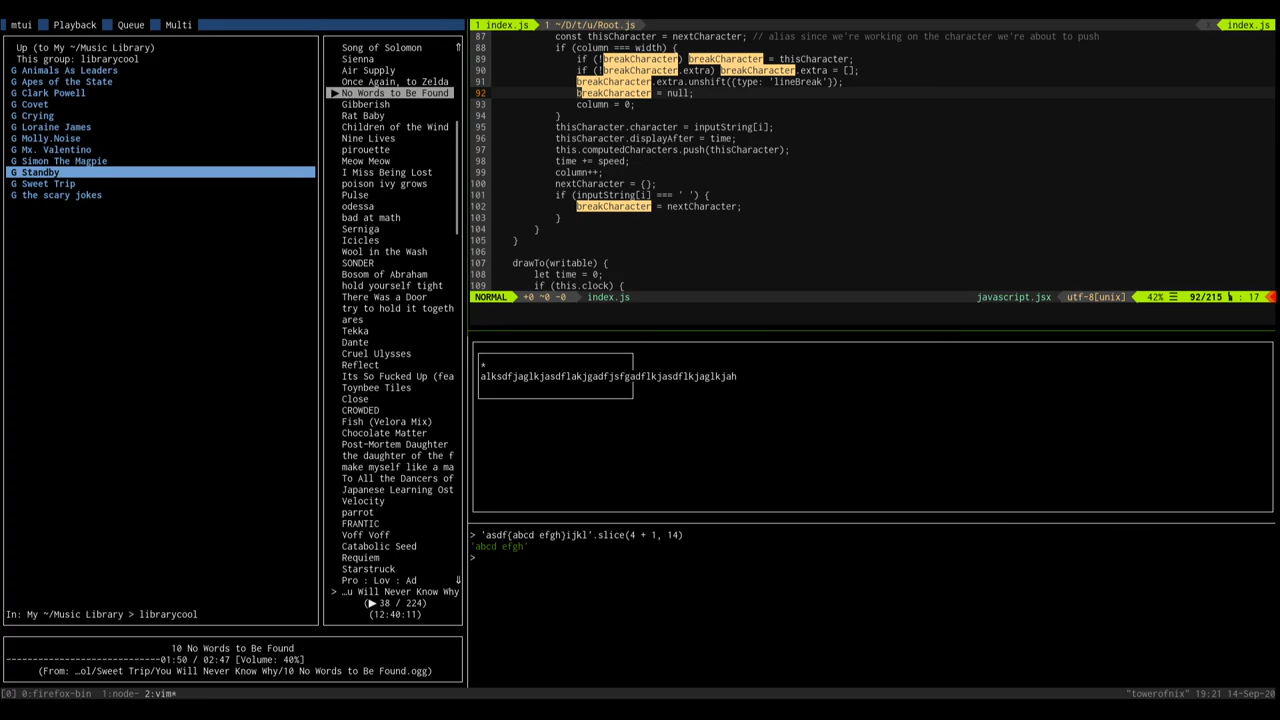 mtui Playback Queue Multi
Up (to My ~/Music Library)
This group: librarycool
G Animals As Leaders
G Apes of the State
G Clark Powell
G Covet
G Crying
G Loraine James
G Molly.Noise
G Mx. Valentino
G Simon The Magpie
G Standby
G Sweet Trip
G the scary jokes
In: My ~/Music Library > librarycool
Song of Solomon ⇑
Sienna
Air Supply
Once Again, to Zelda
▶ No Words to Be Found
Gibberish
Rat Baby
Children of the Wind
Nine Lives
pirouette
Meow Meow
I Miss Being Lost
poison ivy grows
Pulse
odessa
bad at math
Serniga
Icicles
Wool in the Wash
SONDER
Bosom of Abraham
hold yourself tight
There Was a Door
try to hold it togeth
ares
Tekka
Dante
Cruel Ulysses
Reflect
Its So Fucked Up (fea
Toynbee Tiles
Close
CROWDED
Fish (Velora Mix)
Chocolate Matter
Post-Mortem Daughter
the daughter of the f
make myself like a ma
To All the Dancers of
Japanese Learning Ost
Velocity
parrot
FRANTIC
Voff Voff
Catabolic Seed
Requiem
Starstruck
Pro : Lov : Ad ⇓
> …u Will Never Know Why
(▶ 38 / 224)
(12:40:11)
10 No Words to Be Found
-----------------------------01:50 / 02:47 [Volume: 40%]
(From: …ol/Sweet Trip/You Will Never Know Why/10 No Words to Be Found.ogg)
1 index.js 1 ~/D/t/u/Root.js x index.js
87 const thisCharacter = nextCharacter; // alias since we're working on the character we're about to push
88 if (column === width) {
89 if (!breakCharacter) breakCharacter = thisCharacter;
90 if (!breakCharacter.extra) breakCharacter.extra = [];
91 breakCharacter.extra.unshift({type: 'lineBreak'});
92 breakCharacter = null;
93 column = 0;
94 }
95 thisCharacter.character = inputString[i];
96 thisCharacter.displayAfter = time;
97 this.computedCharacters.push(thisCharacter);
98 time += speed;
99 column++;
100 nextCharacter = {};
101 if (inputString[i] === ' ') {
102 breakCharacter = nextCharacter;
103 }
104 }
105 }
106
107 drawTo(writable) {
108 let time = 0;
109 if (this.clock) {
NORMAL +0 ~0 -0 index.js javascript.jsx utf-8[unix] 42% ☰ 92/215 : 17
*
alksdfjaglkjasdflakjgadfjsfgadflkjasdflkjaglkjah
> 'asdf{abcd efgh}ijkl'.slice(4 + 1, 14)
'abcd efgh'
>
[0] 0:firefox-bin 1:node- 2:vim* "towerofnix" 19:21 14-Sep-20